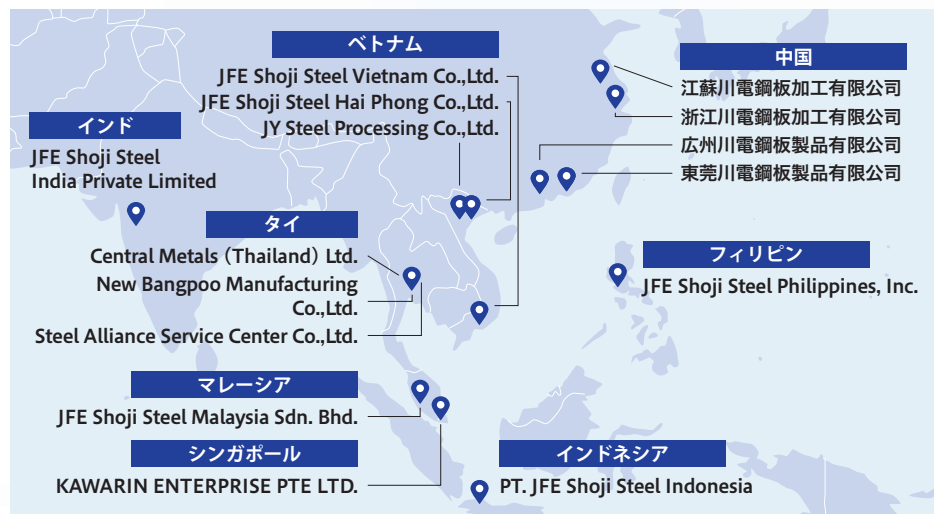 ベトナム
JFE Shoji Steel Vietnam Co.,Ltd.
JFE Shoji Steel Hai Phong Co.,Ltd.
JY Steel Processing Co.,Ltd.
中国
江蘇川電鋼板加工有限公司
浙江川電鋼板加工有限公司
広州川電鋼板製品有限公司
東莞川電鋼板製品有限公司
インド
JFE Shoji Steel
India Private Limited
タイ
Central Metals（Thailand）Ltd.
New Bangpoo Manufacturing
Co.,Ltd.
Steel Alliance Service Center Co.,Ltd.
フィリピン
JFE Shoji Steel Philippines, Inc.
マレーシア
JFE Shoji Steel Malaysia Sdn. Bhd.
シンガポール
KAWARIN ENTERPRISE PTE LTD.
インドネシア
PT. JFE Shoji Steel Indonesia